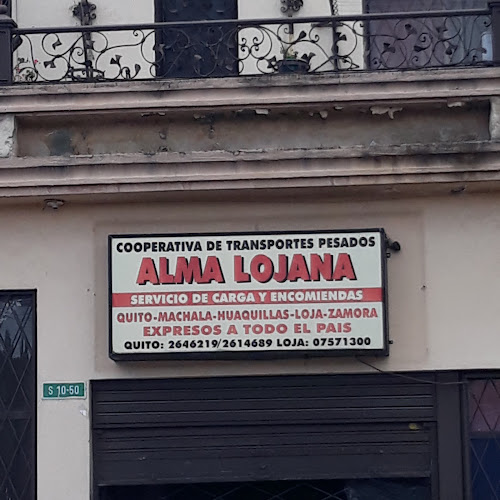 COOPERATIVA DE TRANSPORTES PESADOS
ALMA LOJANA
SERVICIO DE CARGA Y ENCOMIENDAS
QUITO-MACHALA-HUAQUILLAS-LOJA-ZAMORA
EXPRESOS A TODO EL PAIS
QUITO: 2646219/2614689 LOJA: 07571300
S 10-50